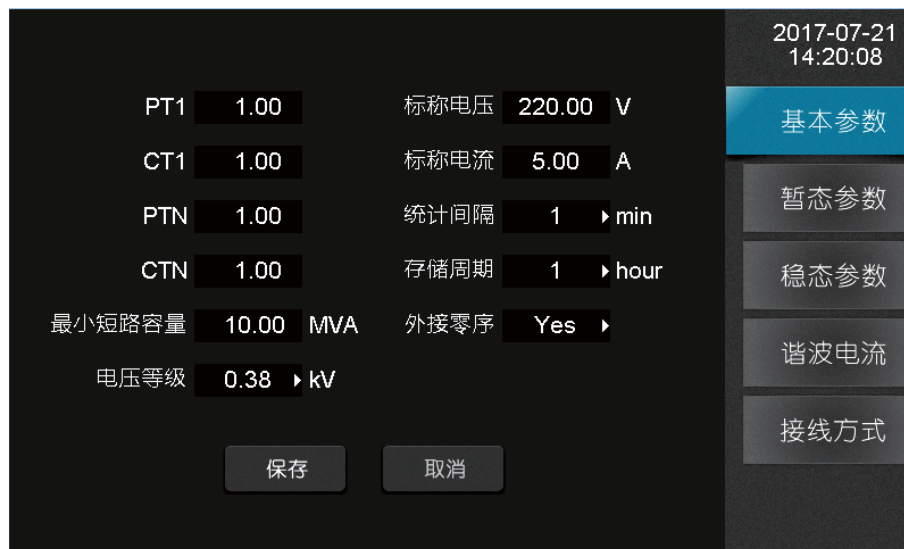 2017-07-21
14:20:08
PT1 1.00 标称电压 220.00 V
CT1 1.00 标称电流 5.00 A
PTN 1.00 统计间隔 1 min
CTN 1.00 存储周期 1 hour
最小短路容量 10.00 MVA 外接零序 Yes
电压等级 0.38 kV
保存 取消
基本参数
暂态参数
稳态参数
谐波电流
接线方式